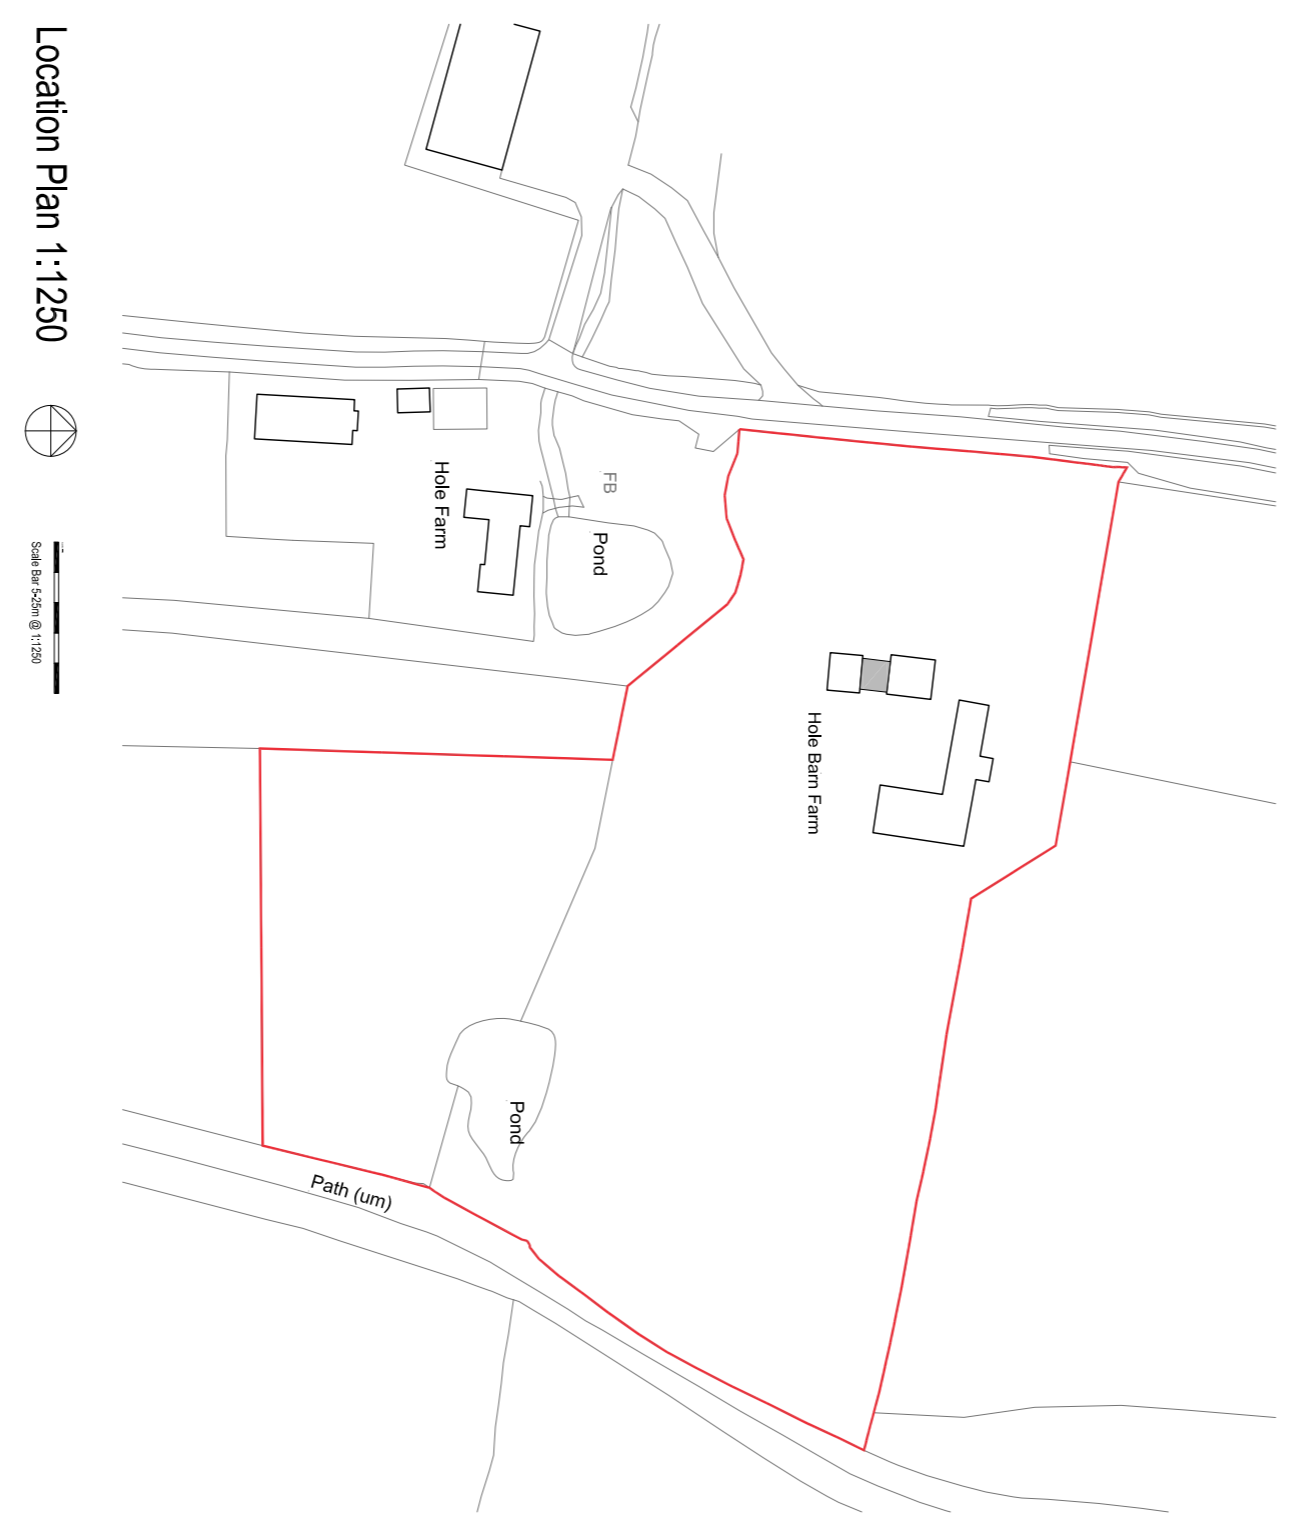 Location Plan 1:1250
Scale Bar 5-25m @ 1:1250
Hole Farm
FB
Pond
Hole Barn Farm
Pond
Path (um)